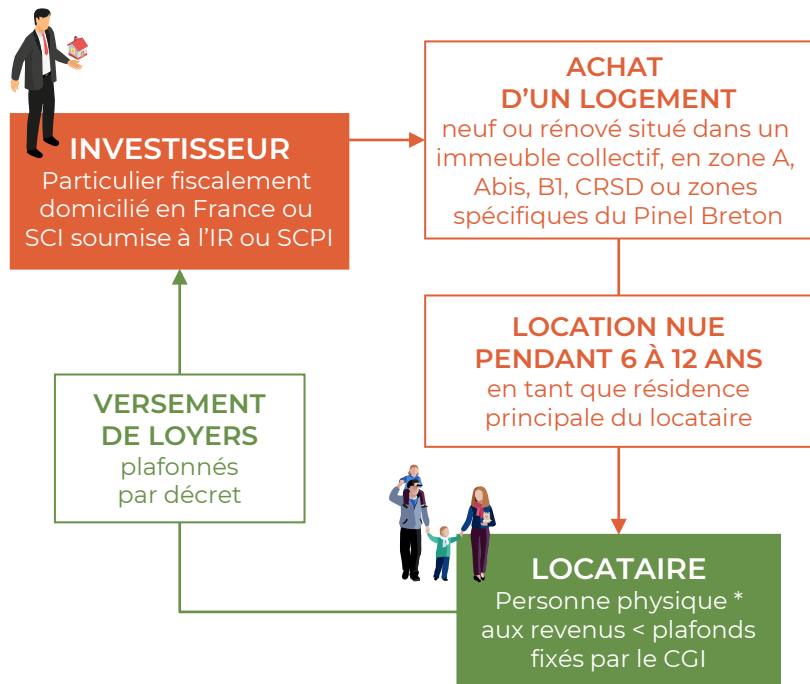 INVESTISSEUR
Particulier fiscalement
domicilié en France ou
SCI soumise à l'IR ou SCPI
ACHAT
D'UN LOGEMENT
neuf ou rénové situé dans un
immeuble collectif, en zone A,
Abis, B1, CRSD ou zones
spécifiques du Pinel Breton
LOCATION NUE
PENDANT 6 À 12 ANS
en tant que résidence
principale du locataire
LOCATAIRE
Personne physique *
aux revenus < plafonds
fixés par le CGI
VERSEMENT
DE LOYERS
plafonnés
par décret